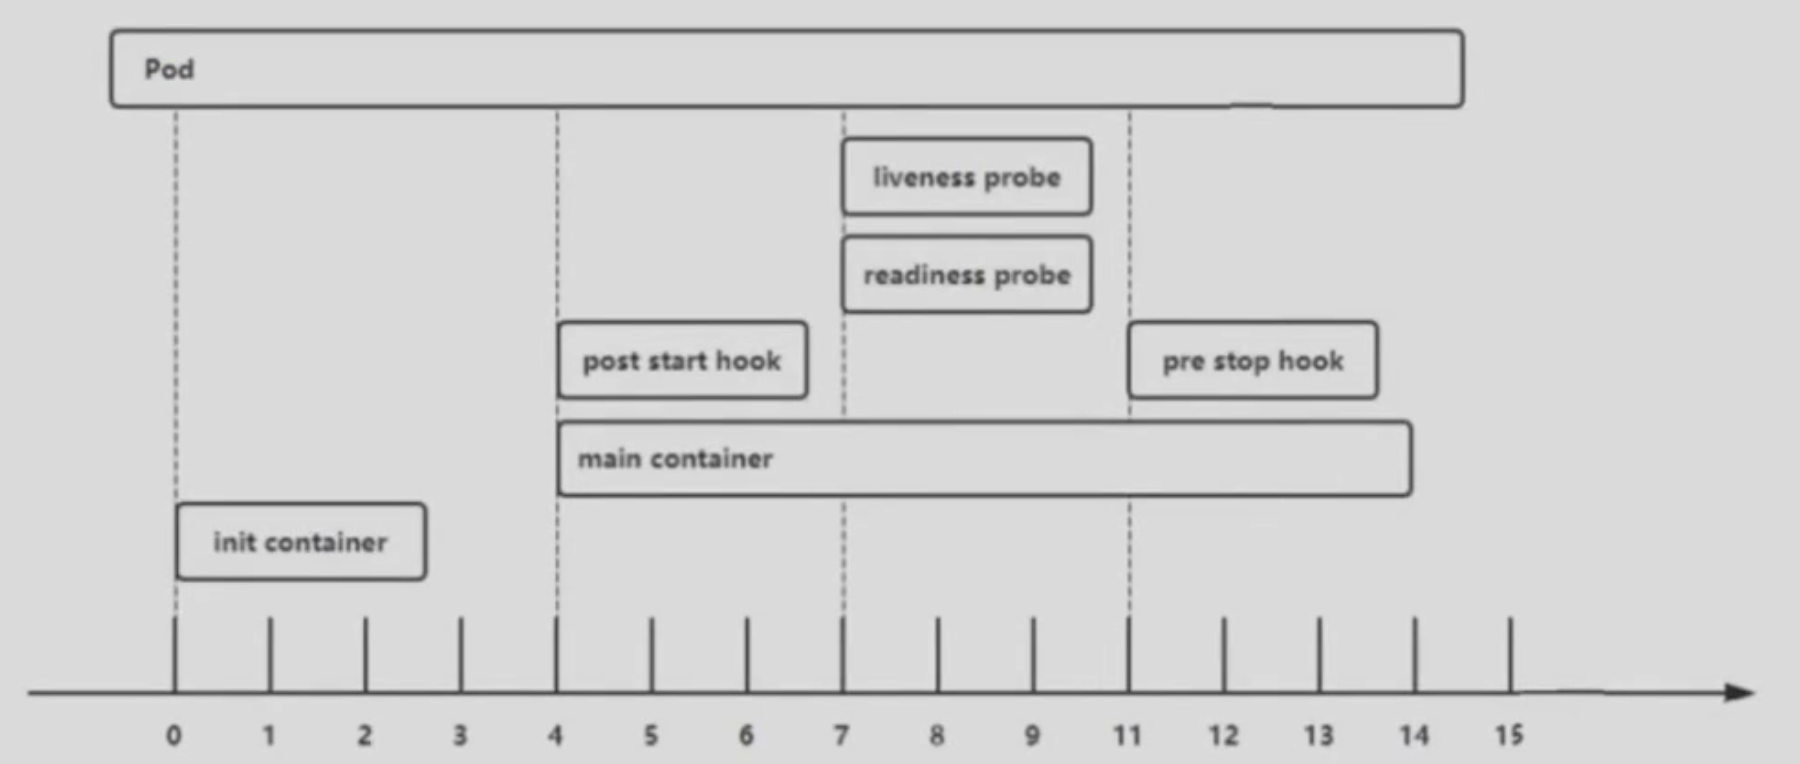 Pod
liveness probe
readiness probe
post start hook
pre stop hook
main container
init container
0 1 2 3 4 5 6 7 8 9 11 12 13 14 15